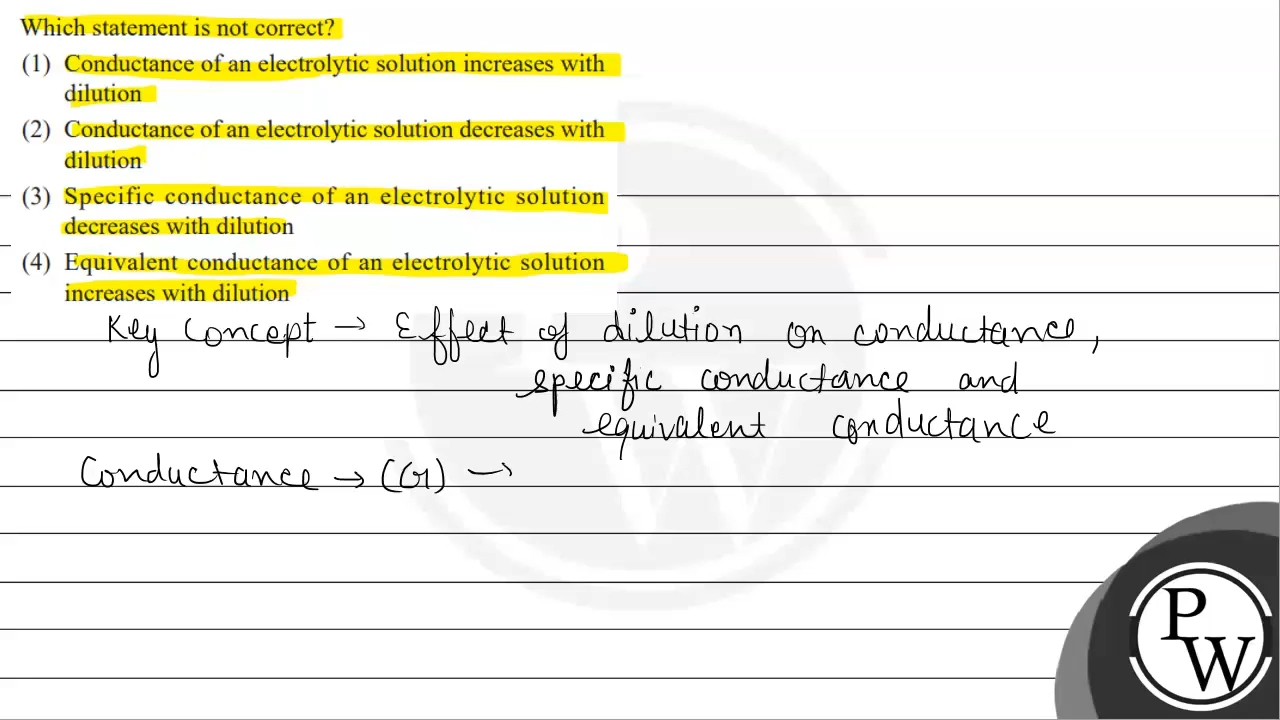 Which statement is not correct?
(1) Conductance of an electrolytic solution increases with
dilution
(2) Conductance of an electrolytic solution decreases with
dilution
(3) Specific conductance of an electrolytic solution
decreases with dilution
(4) Equivalent conductance of an electrolytic solution
increases with dilution
Key Concept → Effect of dilution on conductance,
specific conductance and
equivalent conductance
Conductance → (G) →
PW